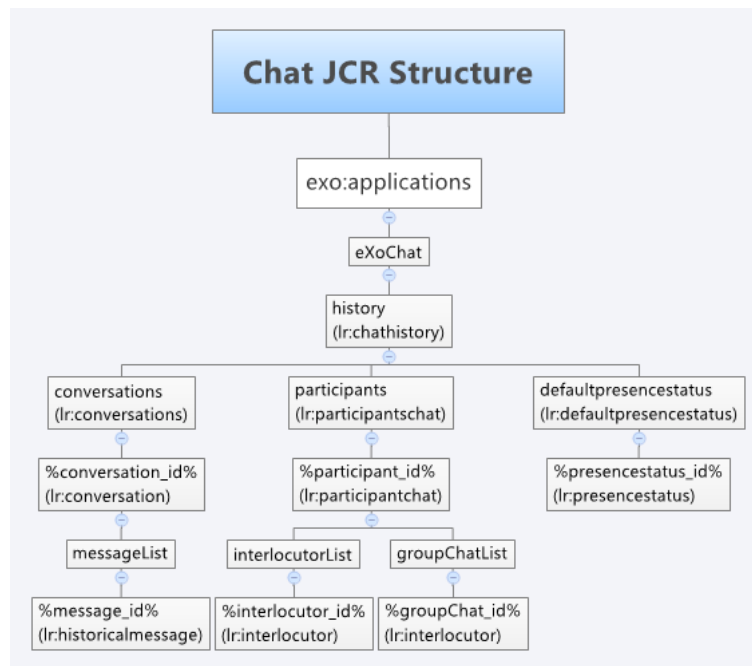 Chat JCR Structure
exo:applications
eXoChat
history
(lr:chathistory)
conversations
(lr:conversations)
participants
(lr:participantschat)
defaultpresencestatus
(lr:defaultpresencestatus)
%conversation_id%
(lr:conversation)
%participant_id%
(lr:participantchat)
%presencestatus_id%
(lr:presencestatus)
messageList
interlocutorList
groupChatList
%message_id%
(lr:historicalmessage)
%interlocutor_id%
(lr:interlocutor)
%groupChat_id%
(lr:interlocutor)